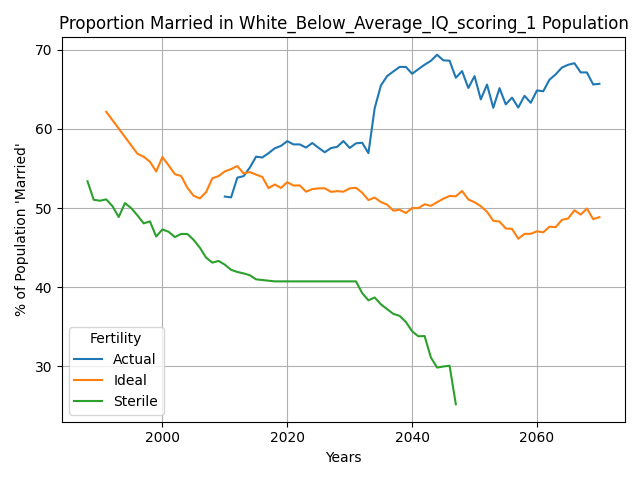 Proportion Married in White_Below_Average_IQ_scoring_1 Population
% of Population 'Married'
70
60
50
40
30
Fertility
Actual
Ideal
Sterile
2000
2020
2040
2060
Years